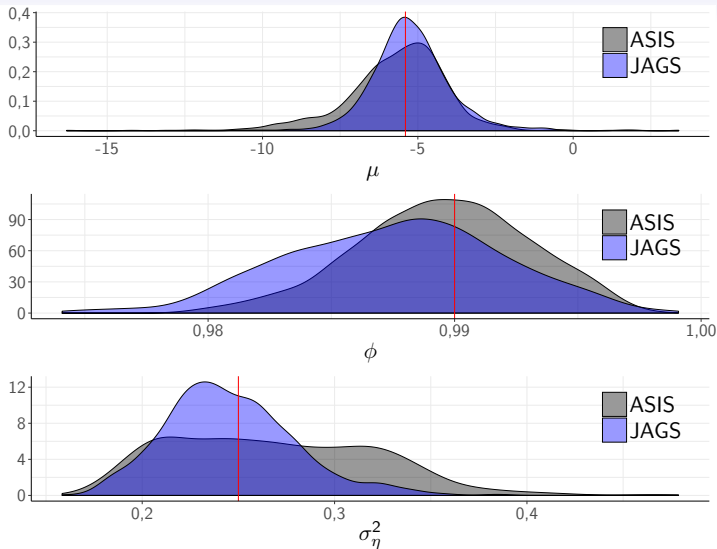 0,4
0,3
0,2
0,1
0,0
ASIS
JAGS
-15 -10 -5 0
μ
90
60
30
0
ASIS
JAGS
0,98 0,99 1,00
ϕ
12
8
4
0
ASIS
JAGS
0,2 0,3 0,4
σ²_η